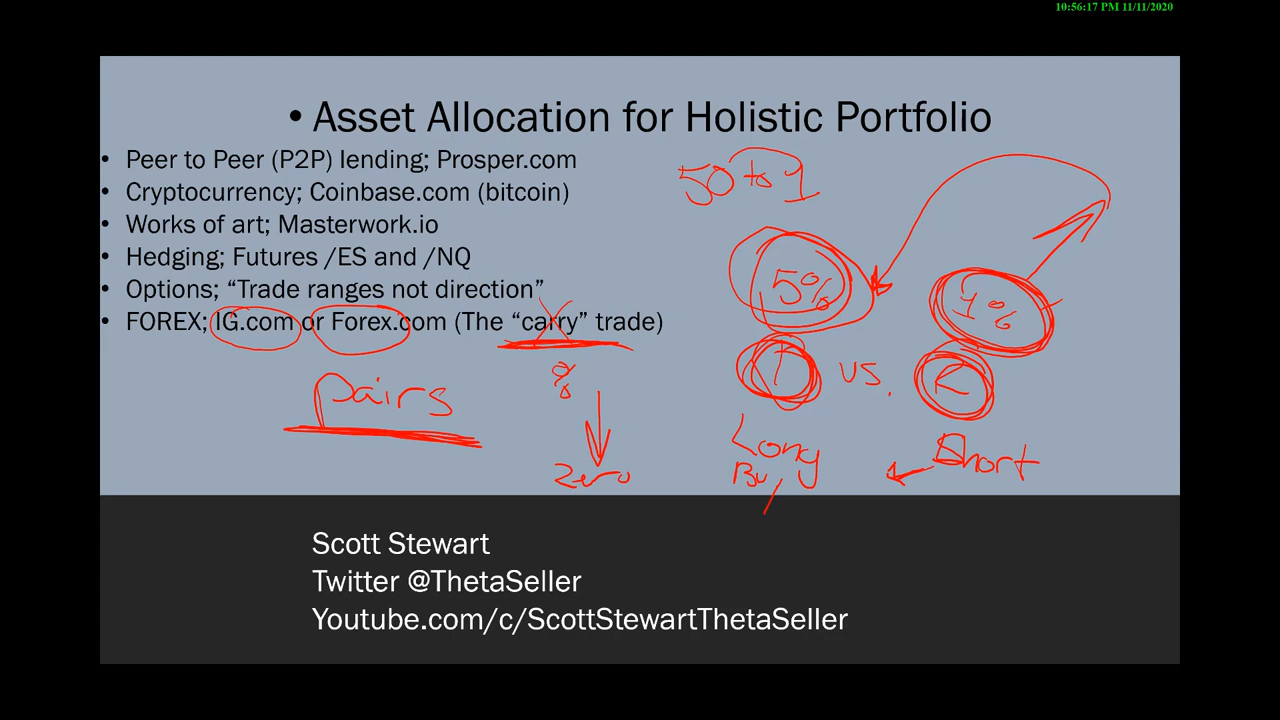 10:56:17 PM 11/11/2020
• Asset Allocation for Holistic Portfolio
• Peer to Peer (P2P) lending; Prosper.com
• Cryptocurrency; Coinbase.com (bitcoin)
• Works of art; Masterwork.io
• Hedging; Futures /ES and /NQ
• Options; “Trade ranges not direction”
• FOREX; IG.com or Forex.com (The “carry” trade)
50 to 1
5%
1%
pairs
%
zero
vs.
Long
Buy
Short
Scott Stewart
Twitter @ThetaSeller
Youtube.com/c/ScottStewartThetaSeller